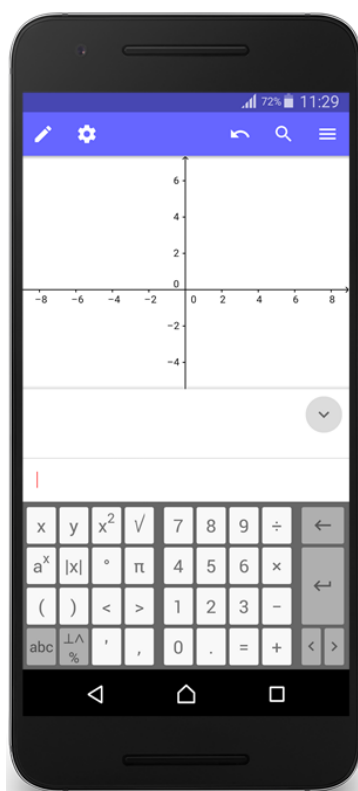 72% 11:29
6
4
2
0
−8 −6 −4 −2 0 2 4 6 8
−2
−4
x y x² √ 7 8 9 ÷ ←
aˣ |x| ° π 4 5 6 × ↵
( ) < > 1 2 3 −
abc ⊥∧% ' , 0 . = + < >